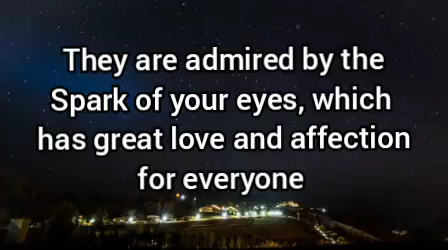 They are admired by the
Spark of your eyes, which
has great love and affection
for everyone